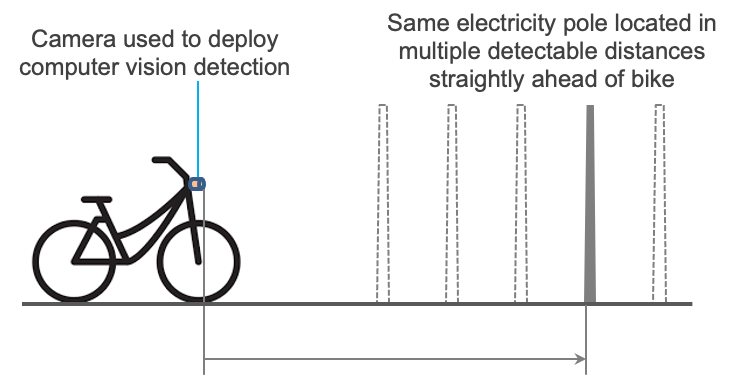 Camera used to deploy
computer vision detection
Same electricity pole located in
multiple detectable distances
straightly ahead of bike